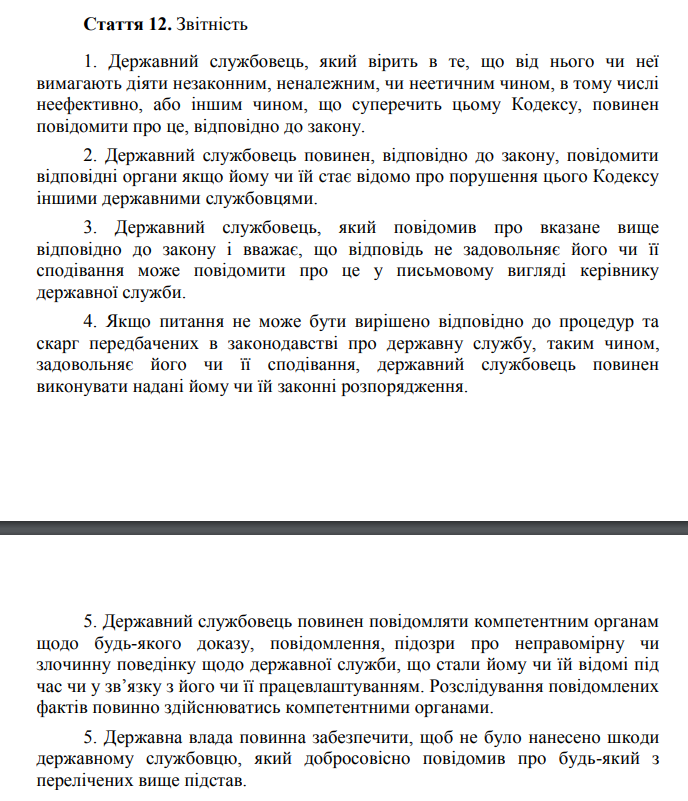 Стаття 12. Звітність
1. Державний службовець, який вірить в те, що від нього чи неї
вимагають діяти незаконним, неналежним, чи неетичним чином, в тому числі
неефективно, або іншим чином, що суперечить цьому Кодексу, повинен
повідомити про це, відповідно до закону.
2. Державний службовець повинен, відповідно до закону, повідомити
відповідні органи якщо йому чи їй стає відомо про порушення цього Кодексу
іншими державними службовцями.
3. Державний службовець, який повідомив про вказане вище
відповідно до закону і вважає, що відповідь не задовольняє його чи її
сподівання може повідомити про це у письмовому вигляді керівнику
державної служби.
4. Якщо питання не може бути вирішено відповідно до процедур та
скарг передбачених в законодавстві про державну службу, таким чином,
задовольняє його чи її сподівання, державний службовець повинен
виконувати надані йому чи їй законні розпорядження.
5. Державний службовець повинен повідомляти компетентним органам
щодо будь-якого доказу, повідомлення, підозри про неправомірну чи
злочинну поведінку щодо державної служби, що стали йому чи їй відомі під
час чи у зв’язку з його чи її працевлаштуванням. Розслідування повідомлених
фактів повинно здійснюватись компетентними органами.
5. Державна влада повинна забезпечити, щоб не було нанесено шкоди
державному службовцю, який добросовісно повідомив про будь-який з
перелічених вище підстав.